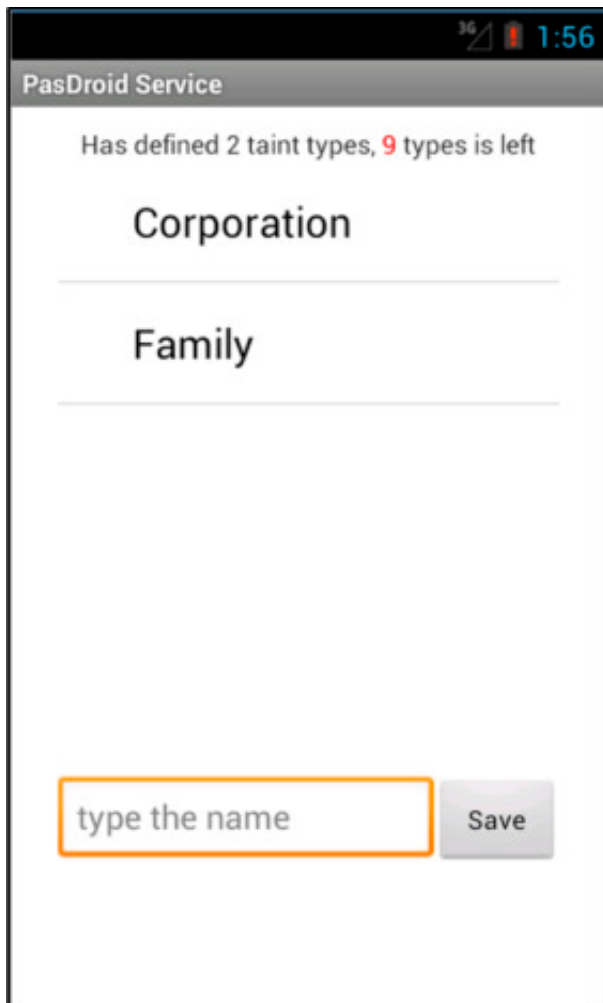 3G 1:56
PasDroid Service
Has defined 2 taint types, 9 types is left
Corporation
Family
type the name Save